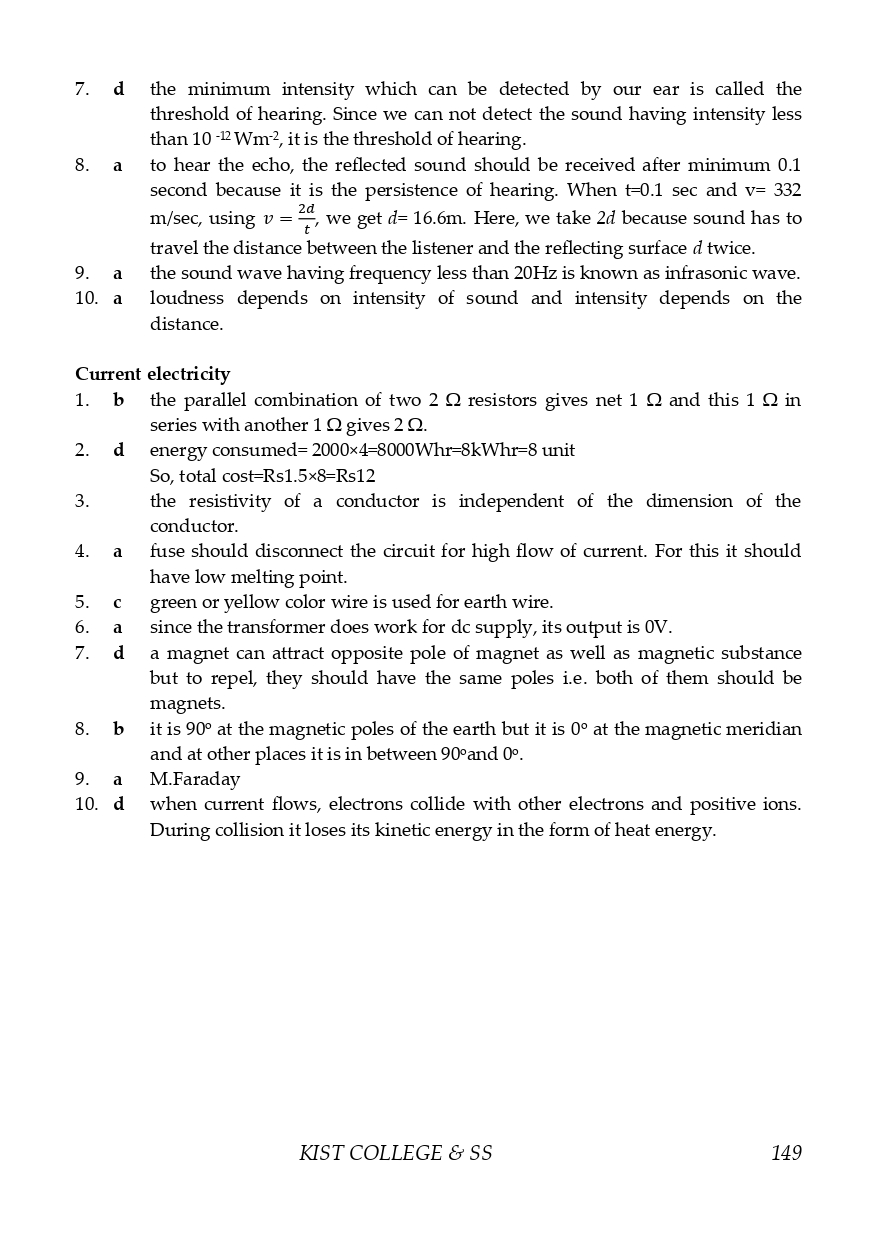 7. d the minimum intensity which can be detected by our ear is called the
threshold of hearing. Since we can not detect the sound having intensity less
than 10 -12 Wm-2, it is the threshold of hearing.
8. a to hear the echo, the reflected sound should be received after minimum 0.1
second because it is the persistence of hearing. When t=0.1 sec and v= 332
m/sec, using v = 2d/t, we get d= 16.6m. Here, we take 2d because sound has to
travel the distance between the listener and the reflecting surface d twice.
9. a the sound wave having frequency less than 20Hz is known as infrasonic wave.
10. a loudness depends on intensity of sound and intensity depends on the
distance.
Current electricity
1. b the parallel combination of two 2 Ω resistors gives net 1 Ω and this 1 Ω in
series with another 1 Ω gives 2 Ω.
2. d energy consumed= 2000×4=8000Whr=8kWhr=8 unit
So, total cost=Rs1.5×8=Rs12
3. the resistivity of a conductor is independent of the dimension of the
conductor.
4. a fuse should disconnect the circuit for high flow of current. For this it should
have low melting point.
5. c green or yellow color wire is used for earth wire.
6. a since the transformer does work for dc supply, its output is 0V.
7. d a magnet can attract opposite pole of magnet as well as magnetic substance
but to repel, they should have the same poles i.e. both of them should be
magnets.
8. b it is 90º at the magnetic poles of the earth but it is 0º at the magnetic meridian
and at other places it is in between 90ºand 0º.
9. a M.Faraday
10. d when current flows, electrons collide with other electrons and positive ions.
During collision it loses its kinetic energy in the form of heat energy.
KIST COLLEGE & SS 149